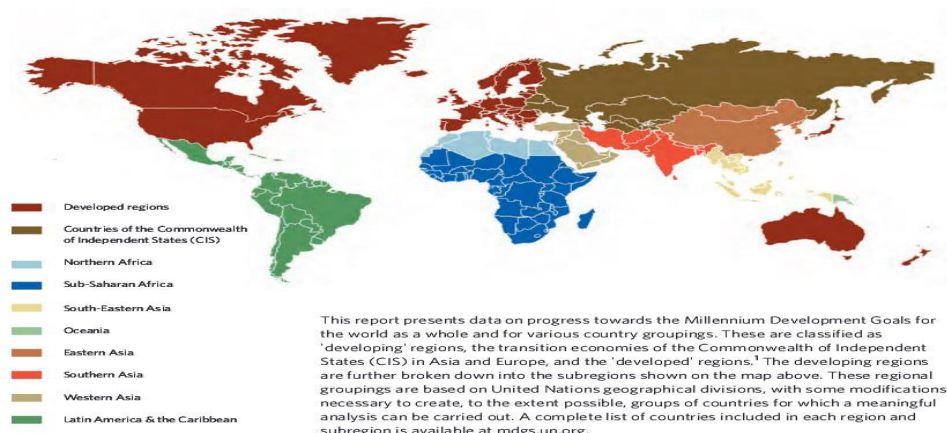 Developed regions
Countries of the Commonwealth
of Independent States (CIS)
Northern Africa
Sub-Saharan Africa
South-Eastern Asia
Oceania
Eastern Asia
Southern Asia
Western Asia
Latin America & the Caribbean
This report presents data on progress towards the Millennium Development Goals for
the world as a whole and for various country groupings. These are classified as
'developing' regions, the transition economies of the Commonwealth of Independent
States (CIS) in Asia and Europe, and the 'developed' regions.¹ The developing regions
are further broken down into the subregions shown on the map above. These regional
groupings are based on United Nations geographical divisions, with some modifications
necessary to create, to the extent possible, groups of countries for which a meaningful
analysis can be carried out. A complete list of countries included in each region and
subregion is available at mdgs.un.org.